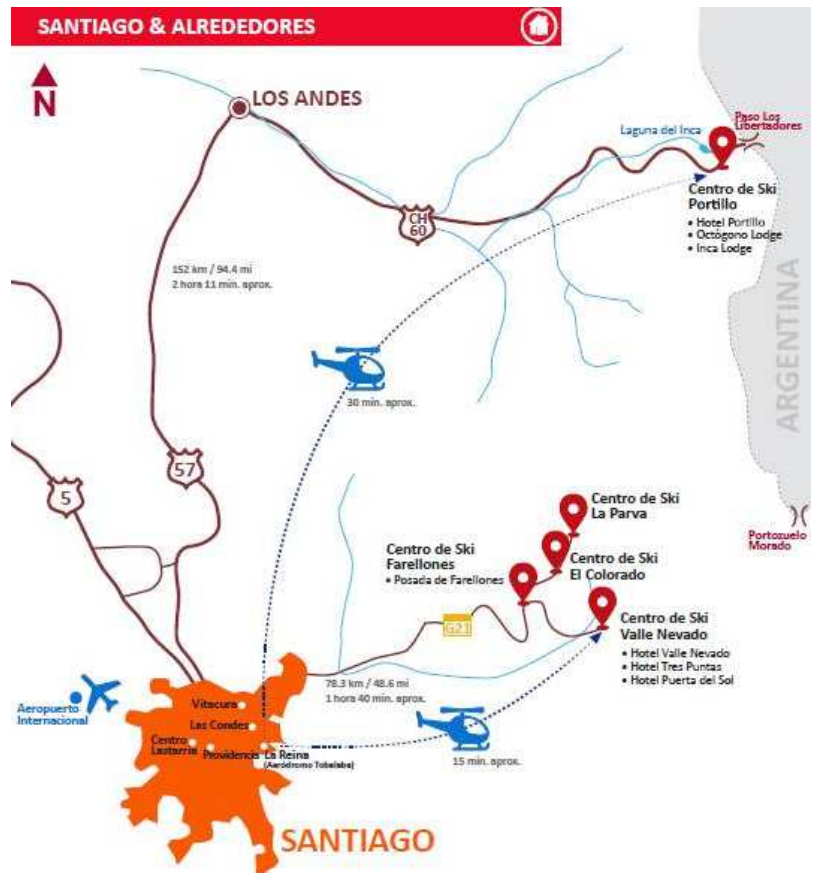 SANTIAGO & ALREDEDORES
N
LOS ANDES
Paso Los
Libertadores
Laguna del Inca
Centro de Ski
Portillo
• Hotel Portillo
• Octógono Lodge
• Inca Lodge
CH
60
152 km / 94.4 mi
2 hora 11 min. aprox.
ARGENTINA
30 min. aprox.
57
5
Centro de Ski
La Parva
Portozuelo
Morado
Centro de Ski
Farellones
• Posada de Farellones
Centro de Ski
El Colorado
Centro de Ski
Valle Nevado
• Hotel Valle Nevado
• Hotel Tres Puntas
• Hotel Puerta del Sol
78.3 km / 48.6 mi
1 hora 40 min. aprox.
Aeropuerto
Internacional
Vitacura
Las Condes
Centro
Lastarria
Providencia
La Reina
(Aeródromo Tobalaba)
15 min. aprox.
SANTIAGO